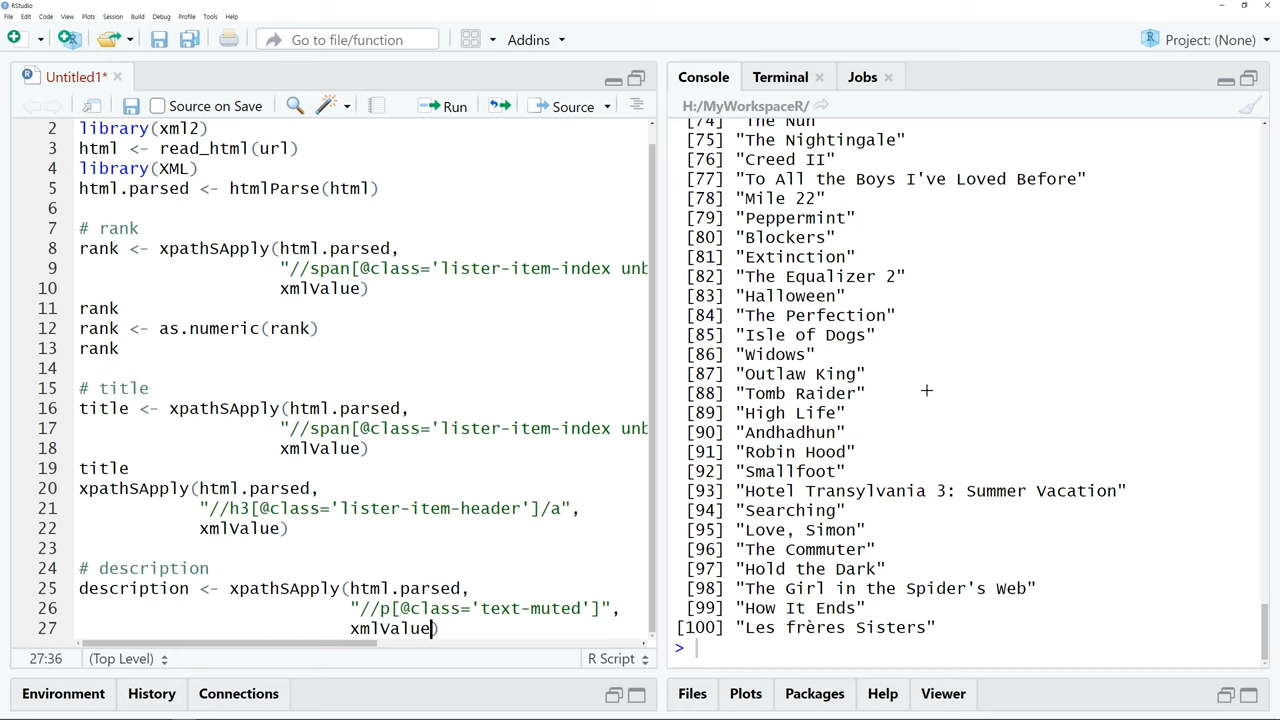 RStudio
File Edit Code View Plots Session Build Debug Profile Tools Help
Go to file/function Addins Project: (None)
Untitled1*
Source on Save Run Source
2 library(xml2)
3 html <- read_html(url)
4 library(XML)
5 html.parsed <- htmlParse(html)
6
7 # rank
8 rank <- xpathSApply(html.parsed,
9 "//span[@class='lister-item-index unb
10 xmlValue)
11 rank
12 rank <- as.numeric(rank)
13 rank
14
15 # title
16 title <- xpathSApply(html.parsed,
17 "//span[@class='lister-item-index unb
18 xmlValue)
19 title
20 xpathSApply(html.parsed,
21 "//h3[@class='lister-item-header']/a",
22 xmlValue)
23
24 # description
25 description <- xpathSApply(html.parsed,
26 "//p[@class='text-muted']",
27 xmlValue)
27:36 (Top Level) R Script
Environment History Connections
Console Terminal Jobs
H:/MyWorkspaceR/
[74] "The Nun"
[75] "The Nightingale"
[76] "Creed II"
[77] "To All the Boys I've Loved Before"
[78] "Mile 22"
[79] "Peppermint"
[80] "Blockers"
[81] "Extinction"
[82] "The Equalizer 2"
[83] "Halloween"
[84] "The Perfection"
[85] "Isle of Dogs"
[86] "Widows"
[87] "Outlaw King"
[88] "Tomb Raider"
[89] "High Life"
[90] "Andhadhun"
[91] "Robin Hood"
[92] "Smallfoot"
[93] "Hotel Transylvania 3: Summer Vacation"
[94] "Searching"
[95] "Love, Simon"
[96] "The Commuter"
[97] "Hold the Dark"
[98] "The Girl in the Spider's Web"
[99] "How It Ends"
[100] "Les frères Sisters"
>
Files Plots Packages Help Viewer